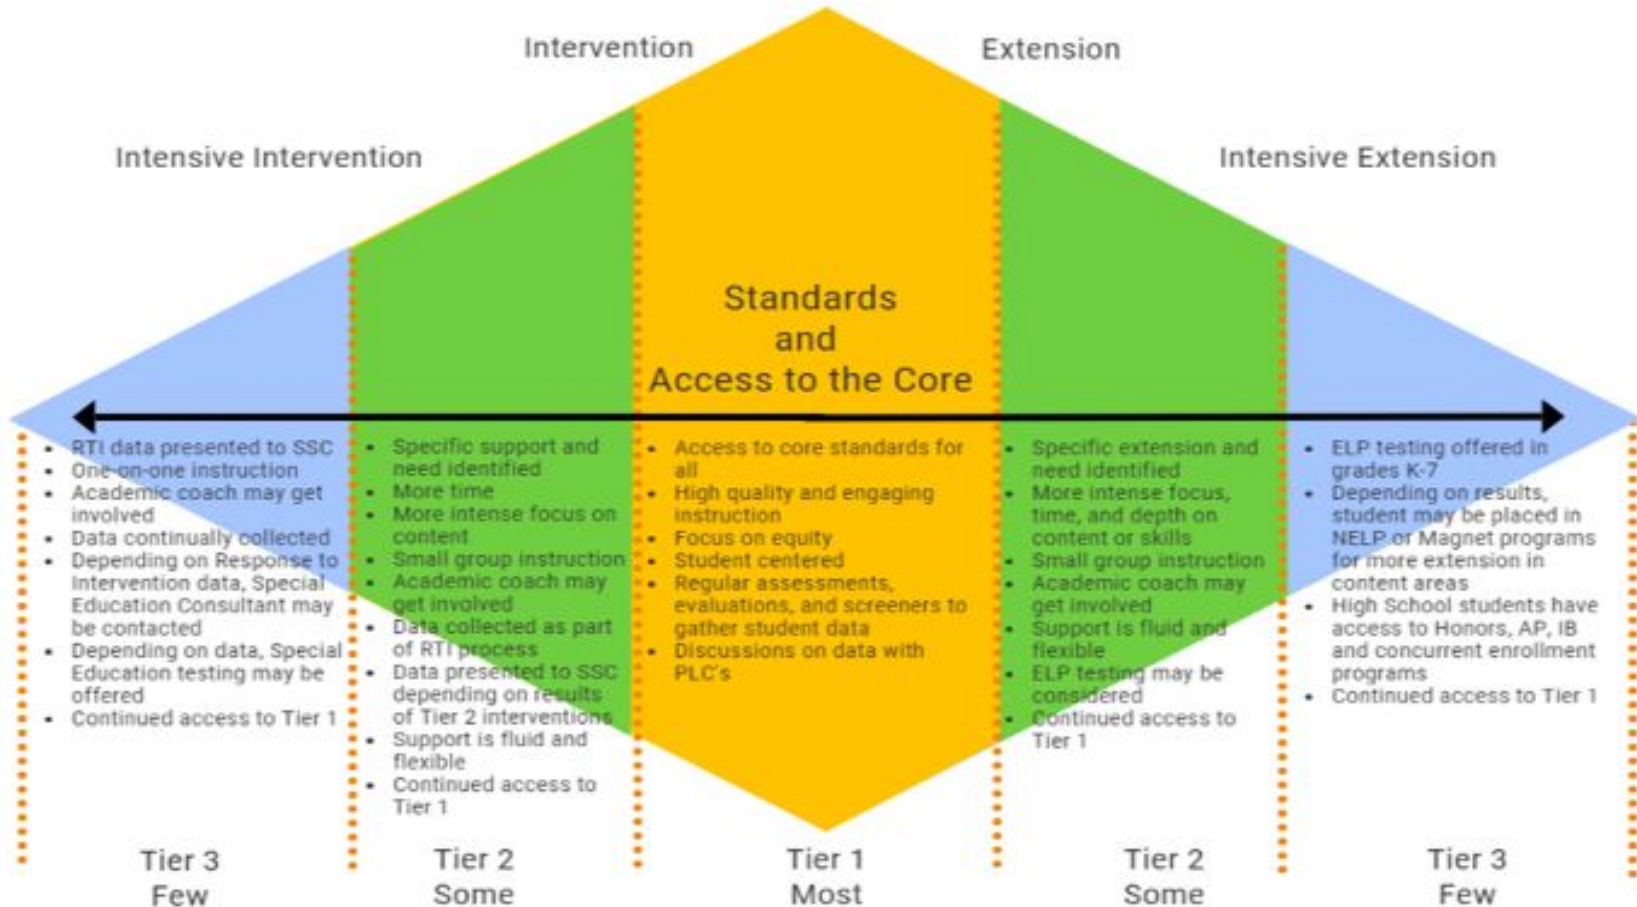 Intervention
Extension
Intensive Intervention
Intensive Extension
Standards
and
Access to the Core
• RTI data presented to SSC
• One-on-one instruction
• Academic coach may get
involved
• Data continually collected
• Depending on Response to
Intervention data, Special
Education Consultant may
be contacted
• Depending on data, Special
Education testing may be
offered
• Continued access to Tier 1
• Specific support and
need identified
• More time
• More intense focus on
content
• Small group instruction
• Academic coach may
get involved
• Data collected as part
of RTI process
• Data presented to SSC
depending on results
of Tier 2 interventions
• Support is fluid and
flexible
• Continued access to
Tier 1
• Access to core standards for
all
• High quality and engaging
instruction
• Focus on equity
• Student centered
• Regular assessments,
evaluations, and screeners to
gather student data
• Discussions on data with
PLC's
• Specific extension and
need identified
• More intense focus,
time, and depth on
content or skills
• Small group instruction
• Academic coach may
get involved
• Support is fluid and
flexible
• ELP testing may be
considered
• Continued access to
Tier 1
• ELP testing offered in
grades K-7
• Depending on results,
student may be placed in
NELP or Magnet programs
for more extension in
content areas
• High School students have
access to Honors, AP, IB
and concurrent enrollment
programs
• Continued access to Tier 1
Tier 3
Few
Tier 2
Some
Tier 1
Most
Tier 2
Some
Tier 3
Few